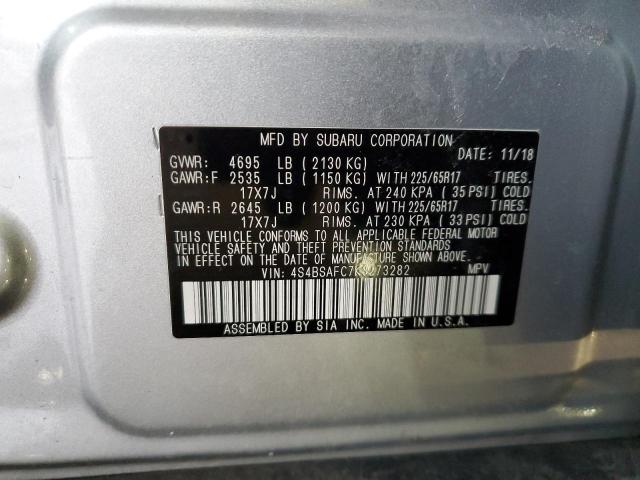 MFD BY SUBARU CORPORATION
GVWR: 4695 LB (2130 KG) DATE: 11/18
GAWR:F 2535 LB (1150 KG) WITH 225/65R17 TIRES.
17X7J RIMS. AT 240 KPA (35 PSI) COLD
GAWR:R 2645 LB (1200 KG) WITH 225/65R17 TIRES.
17X7J RIMS. AT 230 KPA (33 PSI) COLD
THIS VEHICLE CONFORMS TO ALL APPLICABLE FEDERAL MOTOR
VEHICLE SAFETY AND THEFT PREVENTION STANDARDS
IN EFFECT ON THE DATE OF MANUFACTURE SHOWN ABOVE.
VIN: MPV
ASSEMBLED BY SIA INC. MADE IN U.S.A.